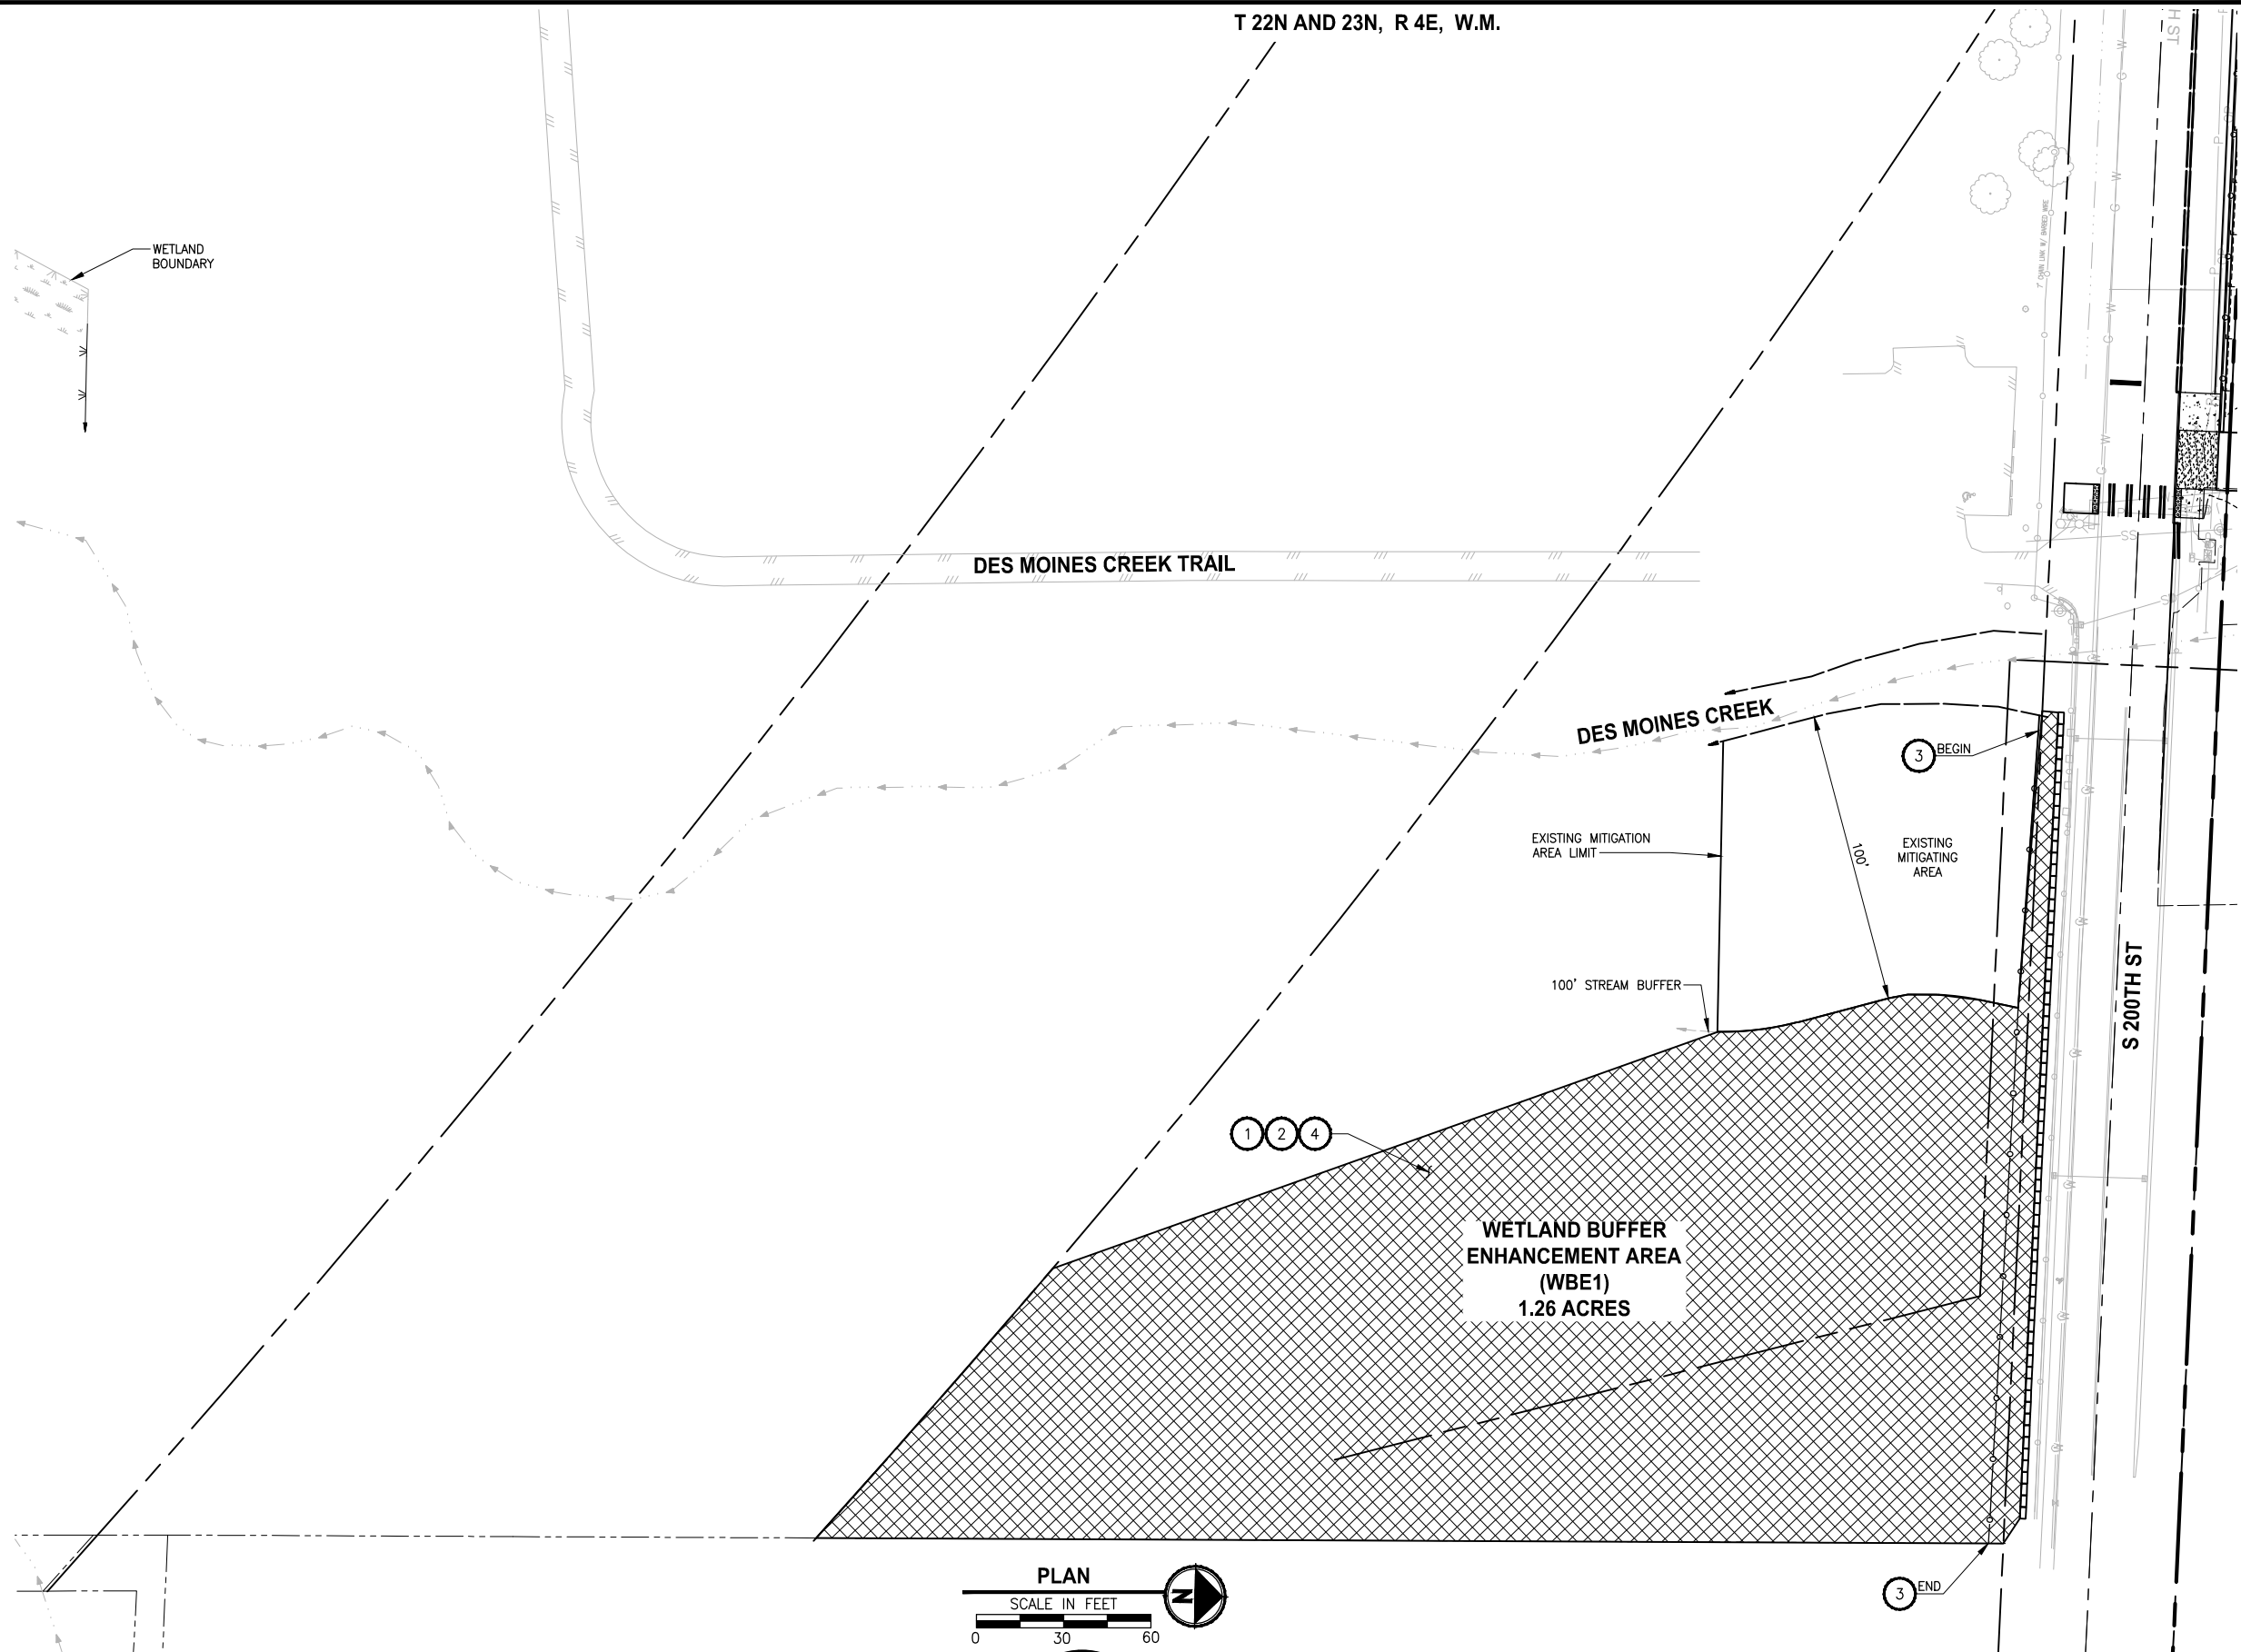 T 22N AND 23N, R 4E, W.M.
H ST
WETLAND
BOUNDARY
DES MOINES CREEK TRAIL
DES MOINES CREEK
3
BEGIN
EXISTING MITIGATION
AREA LIMIT
100'
EXISTING
MITIGATING
AREA
100' STREAM BUFFER
S 200TH ST
1 2 4
WETLAND BUFFER
ENHANCEMENT AREA
(WBE1)
1.26 ACRES
PLAN
SCALE IN FEET
0 30 60
N
3
END